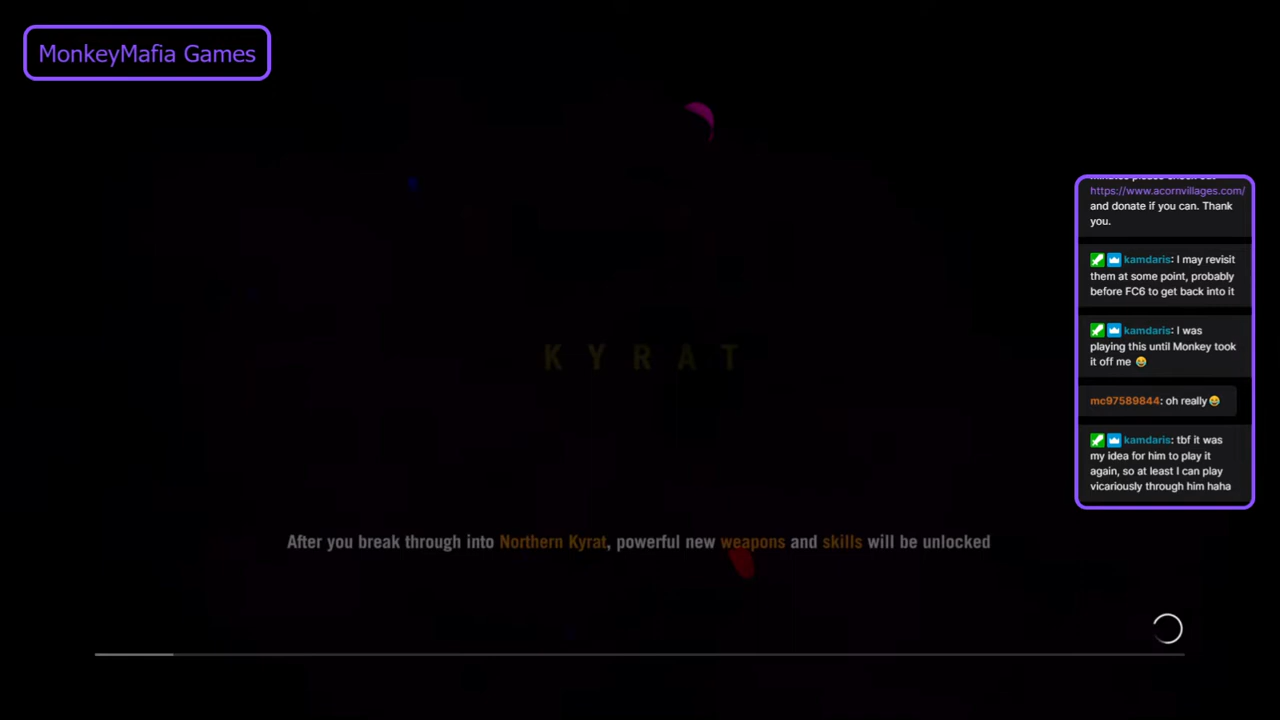 MonkeyMafia Games
https://www.acornvillages.com/
and donate if you can. Thank
you.
kamdaris: I may revisit
them at some point, probably
before FC6 to get back into it
kamdaris: I was
playing this until Monkey took
it off me 😂
mc97589844: oh really😂
kamdaris: tbf it was
my idea for him to play it
again, so at least I can play
vicariously through him haha
KYRAT
After you break through into Northern Kyrat, powerful new weapons and skills will be unlocked